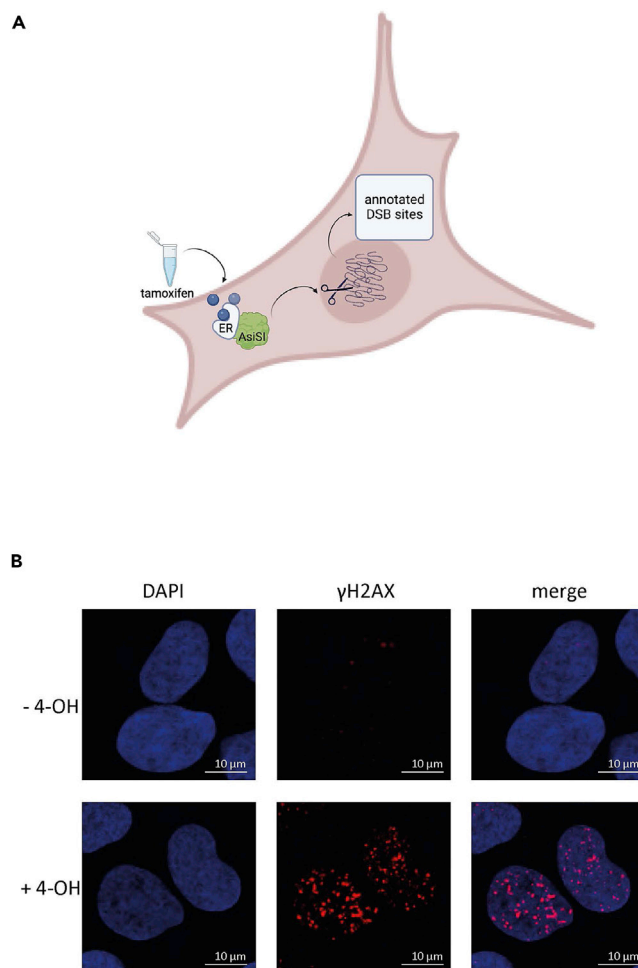 A
annotated
DSB sites
tamoxifen
ER
AsiSI
B
DAPI
γH2AX
merge
- 4-OH
10 µm
10 µm
10 µm
+ 4-OH
10 µm
10 µm
10 µm